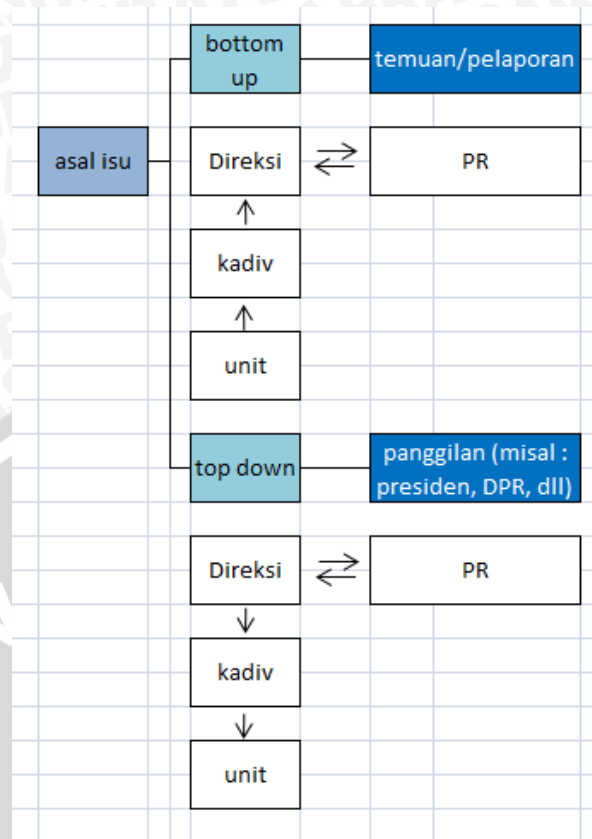 bottom
up
temuan/pelaporan
asal isu
Direksi
PR
kadiv
unit
top down
panggilan (misal :
presiden, DPR, dll)
Direksi
PR
kadiv
unit